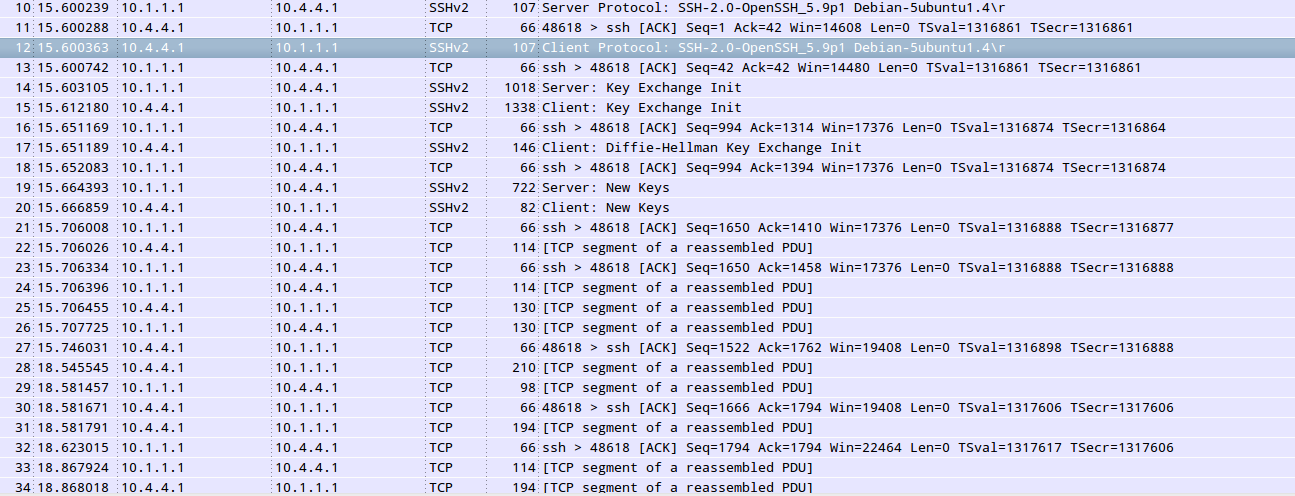 10 15.600239 10.1.1.1 10.4.4.1 SSHv2 107 Server Protocol: SSH-2.0-OpenSSH_5.9p1 Debian-5ubuntu1.4\r
11 15.600288 10.4.4.1 10.1.1.1 TCP 66 48618 > ssh [ACK] Seq=1 Ack=42 Win=14608 Len=0 TSval=1316861 TSecr=1316861
12 15.600363 10.4.4.1 10.1.1.1 SSHv2 107 Client Protocol: SSH-2.0-OpenSSH_5.9p1 Debian-5ubuntu1.4\r
13 15.600742 10.1.1.1 10.4.4.1 TCP 66 ssh > 48618 [ACK] Seq=42 Ack=42 Win=14480 Len=0 TSval=1316861 TSecr=1316861
14 15.603105 10.1.1.1 10.4.4.1 SSHv2 1018 Server: Key Exchange Init
15 15.612180 10.4.4.1 10.1.1.1 SSHv2 1338 Client: Key Exchange Init
16 15.651169 10.1.1.1 10.4.4.1 TCP 66 ssh > 48618 [ACK] Seq=994 Ack=1314 Win=17376 Len=0 TSval=1316874 TSecr=1316864
17 15.651189 10.4.4.1 10.1.1.1 SSHv2 146 Client: Diffie-Hellman Key Exchange Init
18 15.652083 10.1.1.1 10.4.4.1 TCP 66 ssh > 48618 [ACK] Seq=994 Ack=1394 Win=17376 Len=0 TSval=1316874 TSecr=1316874
19 15.664393 10.1.1.1 10.4.4.1 SSHv2 722 Server: New Keys
20 15.666859 10.4.4.1 10.1.1.1 SSHv2 82 Client: New Keys
21 15.706008 10.1.1.1 10.4.4.1 TCP 66 ssh > 48618 [ACK] Seq=1650 Ack=1410 Win=17376 Len=0 TSval=1316888 TSecr=1316877
22 15.706026 10.4.4.1 10.1.1.1 TCP 114 [TCP segment of a reassembled PDU]
23 15.706334 10.1.1.1 10.4.4.1 TCP 66 ssh > 48618 [ACK] Seq=1650 Ack=1458 Win=17376 Len=0 TSval=1316888 TSecr=1316888
24 15.706396 10.1.1.1 10.4.4.1 TCP 114 [TCP segment of a reassembled PDU]
25 15.706455 10.4.4.1 10.1.1.1 TCP 130 [TCP segment of a reassembled PDU]
26 15.707725 10.1.1.1 10.4.4.1 TCP 130 [TCP segment of a reassembled PDU]
27 15.746031 10.4.4.1 10.1.1.1 TCP 66 48618 > ssh [ACK] Seq=1522 Ack=1762 Win=19408 Len=0 TSval=1316898 TSecr=1316888
28 18.545545 10.4.4.1 10.1.1.1 TCP 210 [TCP segment of a reassembled PDU]
29 18.581457 10.1.1.1 10.4.4.1 TCP 98 [TCP segment of a reassembled PDU]
30 18.581671 10.4.4.1 10.1.1.1 TCP 66 48618 > ssh [ACK] Seq=1666 Ack=1794 Win=19408 Len=0 TSval=1317606 TSecr=1317606
31 18.581791 10.4.4.1 10.1.1.1 TCP 194 [TCP segment of a reassembled PDU]
32 18.623015 10.1.1.1 10.4.4.1 TCP 66 ssh > 48618 [ACK] Seq=1794 Ack=1794 Win=22464 Len=0 TSval=1317617 TSecr=1317606
33 18.867924 10.1.1.1 10.4.4.1 TCP 114 [TCP segment of a reassembled PDU]
34 18.868018 10.4.4.1 10.1.1.1 TCP 194 [TCP segment of a reassembled PDU]